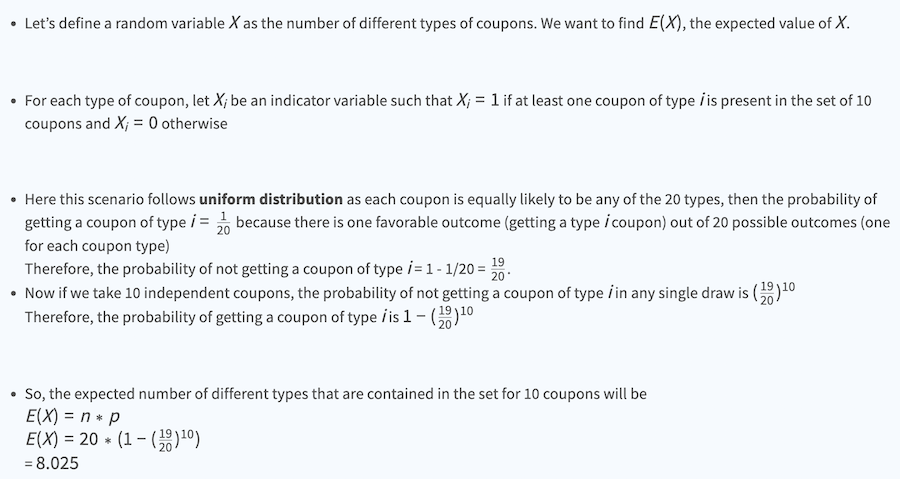 • Let's define a random variable X as the number of different types of coupons. We want to find E(X), the expected value of X.
• For each type of coupon, let Xᵢ be an indicator variable such that Xᵢ = 1 if at least one coupon of type i is present in the set of 10
coupons and Xᵢ = 0 otherwise
• Here this scenario follows uniform distribution as each coupon is equally likely to be any of the 20 types, then the probability of
getting a coupon of type i = 1/20 because there is one favorable outcome (getting a type i coupon) out of 20 possible outcomes (one
for each coupon type)
Therefore, the probability of not getting a coupon of type i = 1 - 1/20 = 19/20.
• Now if we take 10 independent coupons, the probability of not getting a coupon of type i in any single draw is (19/20)¹⁰
Therefore, the probability of getting a coupon of type i is 1 − (19/20)¹⁰
• So, the expected number of different types that are contained in the set for 10 coupons will be
E(X) = n * p
E(X) = 20 * (1 − (19/20)¹⁰)
= 8.025